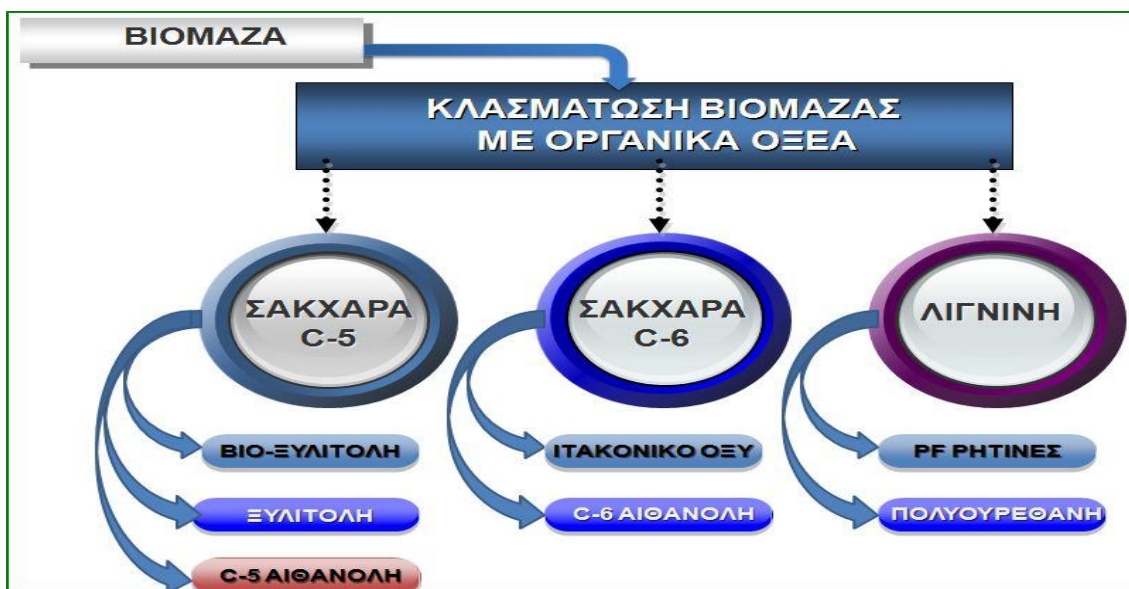 ΒΙΟΜΑΖΑ
ΚΛΑΣΜΑΤΩΣΗ ΒΙΟΜΑΖΑΣ
ΜΕ ΟΡΓΑΝΙΚΑ ΟΞΕΑ
ΣΑΚΧΑΡΑ
C-5
ΣΑΚΧΑΡΑ
C-6
ΛΙΓΝΙΝΗ
ΒΙΟ-ΞΥΛΙΤΟΛΗ
ΙΤΑΚΟΝΙΚΟ ΟΞΥ
PF ΡΗΤΙΝΕΣ
ΞΥΛΙΤΟΛΗ
C-6 ΑΙΘΑΝΟΛΗ
ΠΟΛΥΟΥΡΕΘΑΝΗ
C-5 ΑΙΘΑΝΟΛΗ